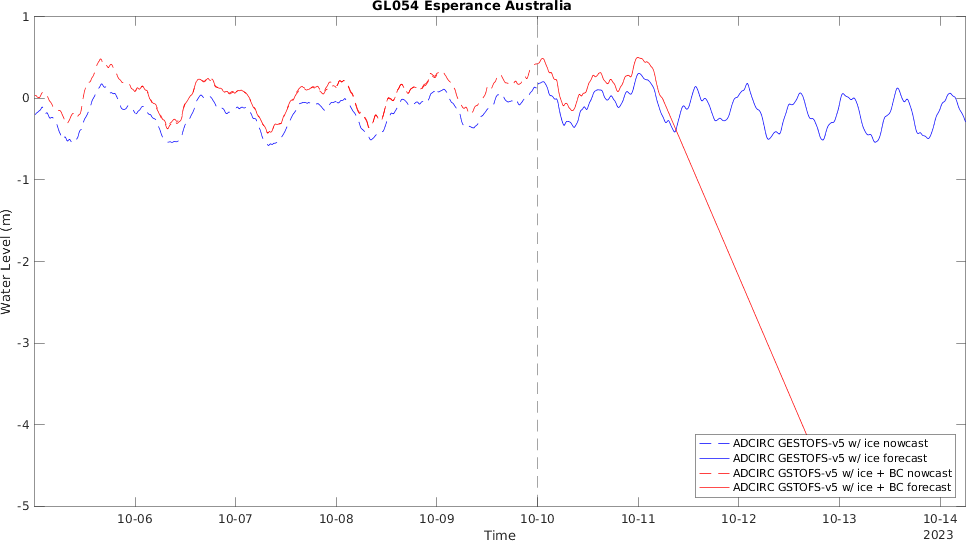 GL054 Esperance Australia
1
0
-1
-2
-3
-4
-5
Water Level (m)
10-06
10-07
10-08
10-09
10-10
10-11
10-12
10-13
10-14
2023
Time
ADCIRC GESTOFS-v5 w/ ice nowcast
ADCIRC GESTOFS-v5 w/ ice forecast
ADCIRC GSTOFS-v5 w/ ice + BC nowcast
ADCIRC GSTOFS-v5 w/ ice + BC forecast